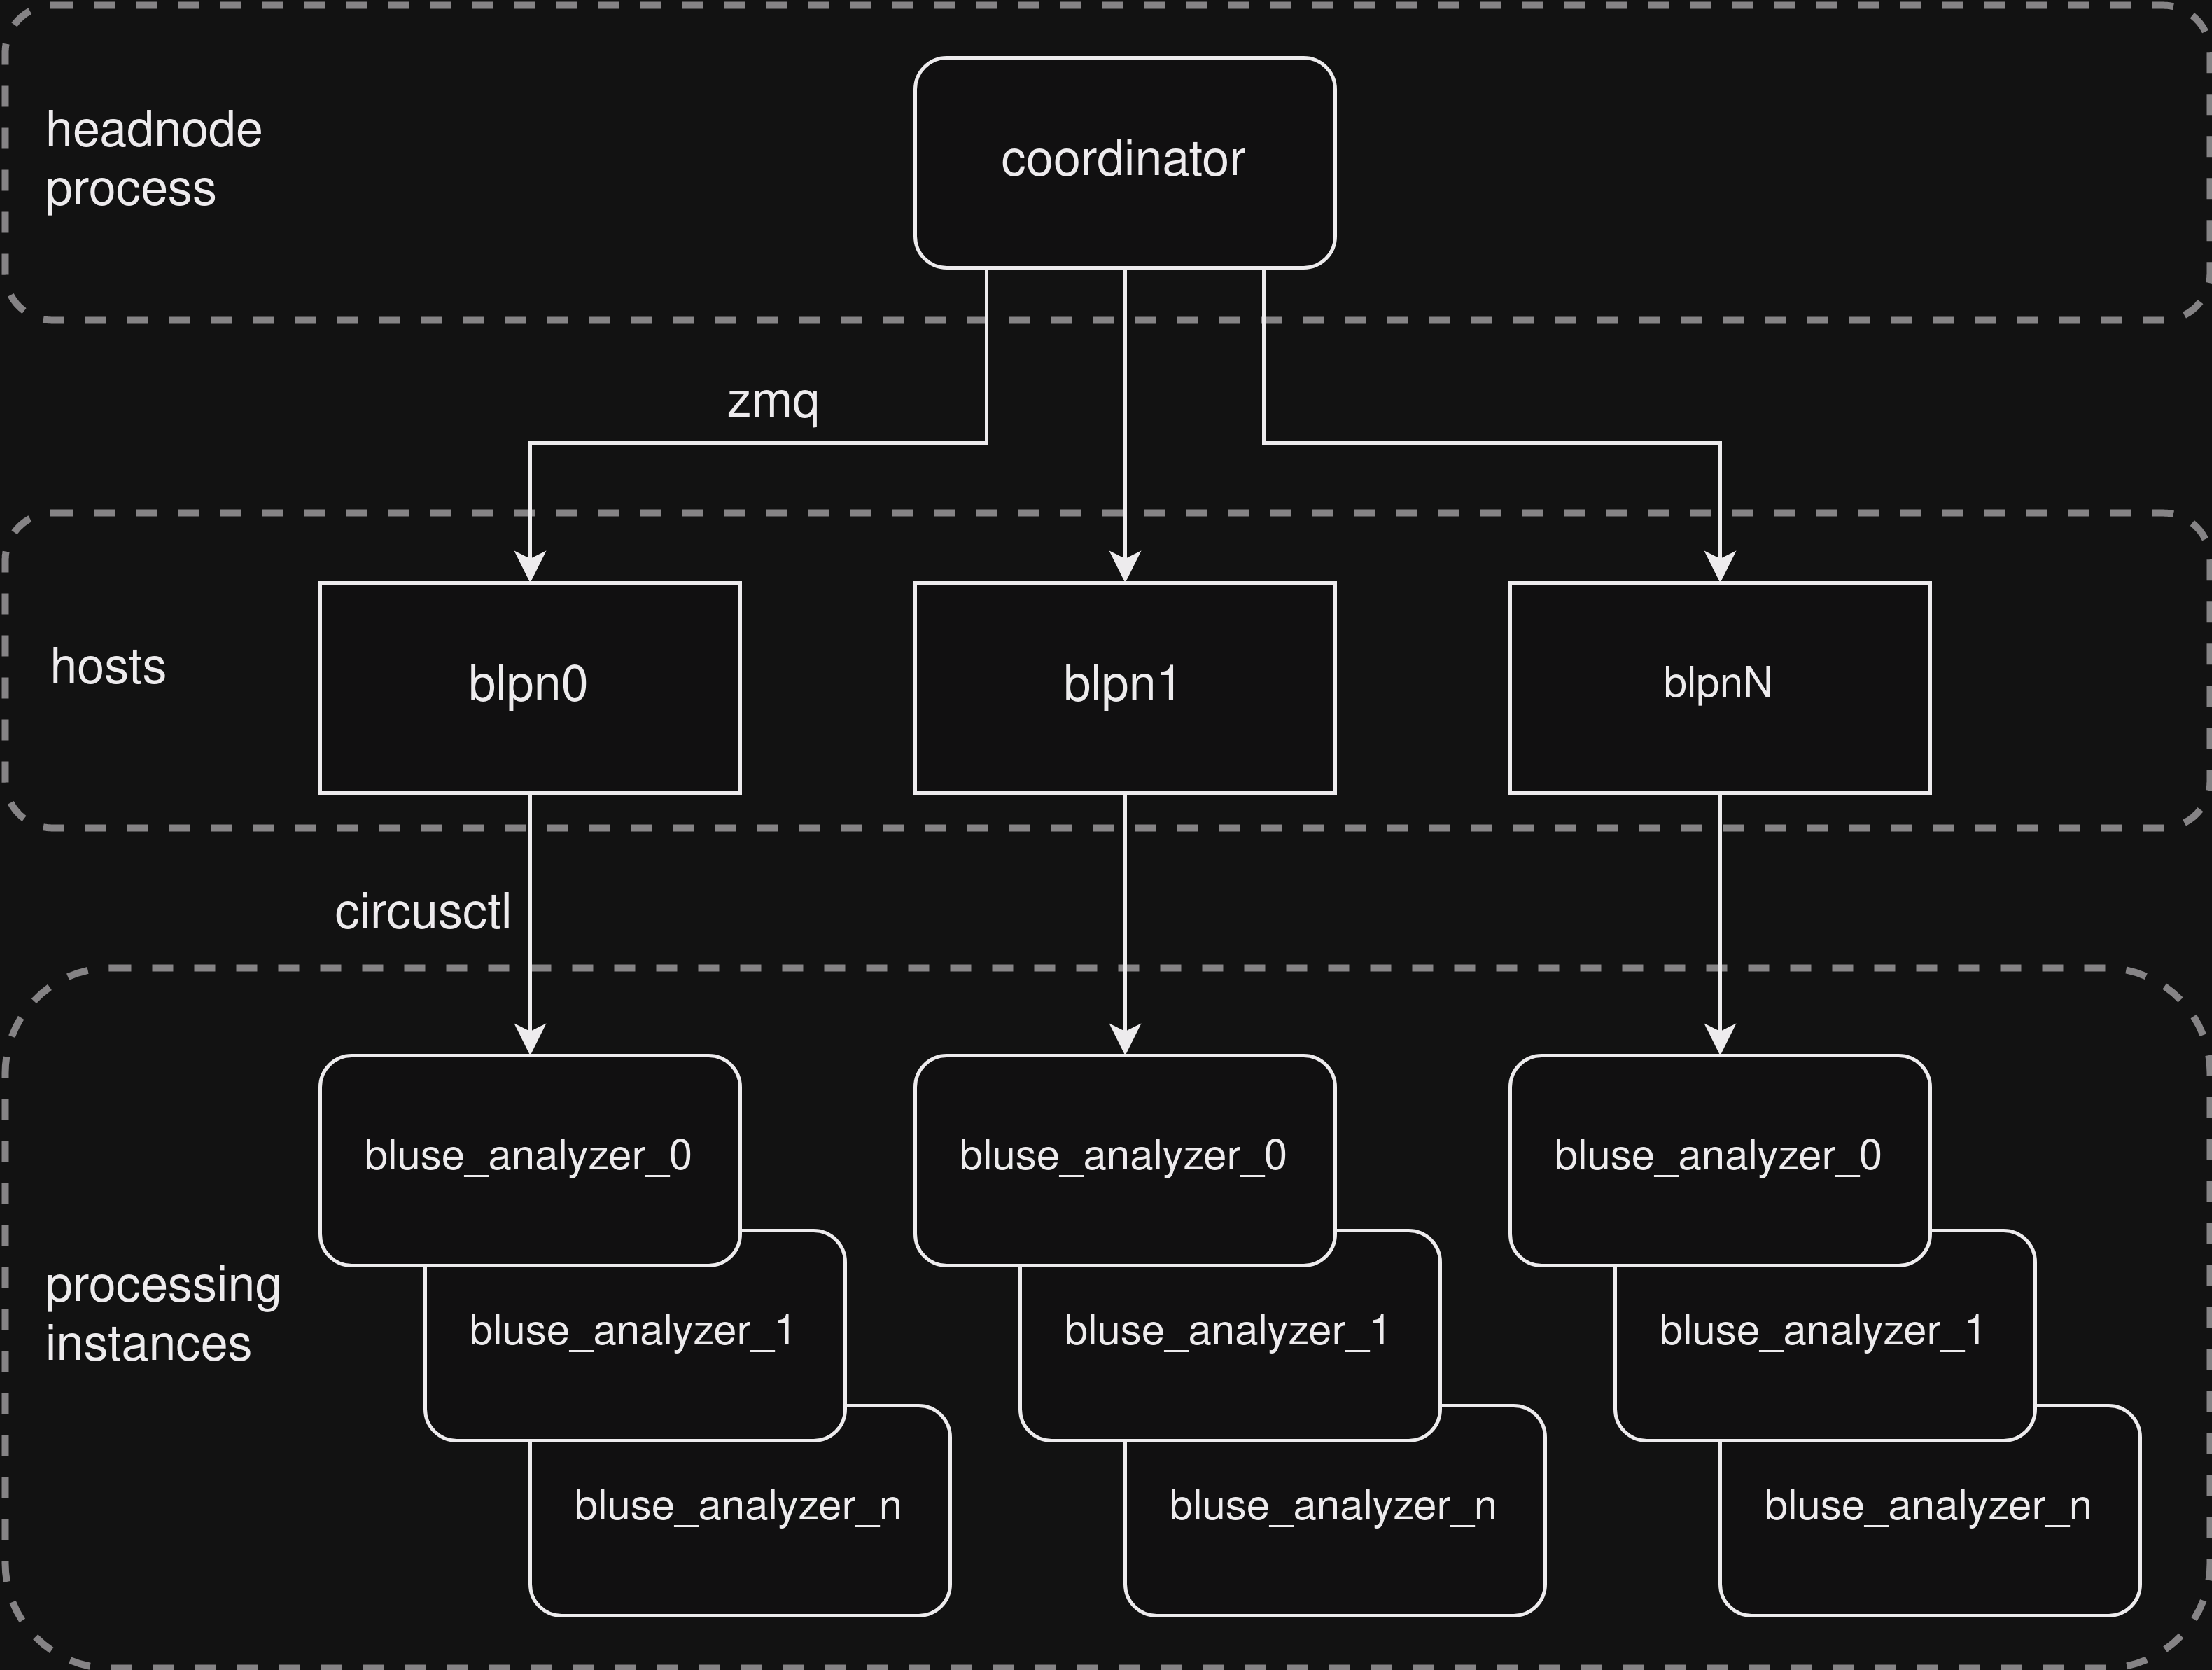 headnode
process
coordinator
zmq
hosts
blpn0
blpn1
blpnN
circusctl
bluse_analyzer_0
bluse_analyzer_0
bluse_analyzer_0
processing
instances
bluse_analyzer_1
bluse_analyzer_1
bluse_analyzer_1
bluse_analyzer_n
bluse_analyzer_n
bluse_analyzer_n